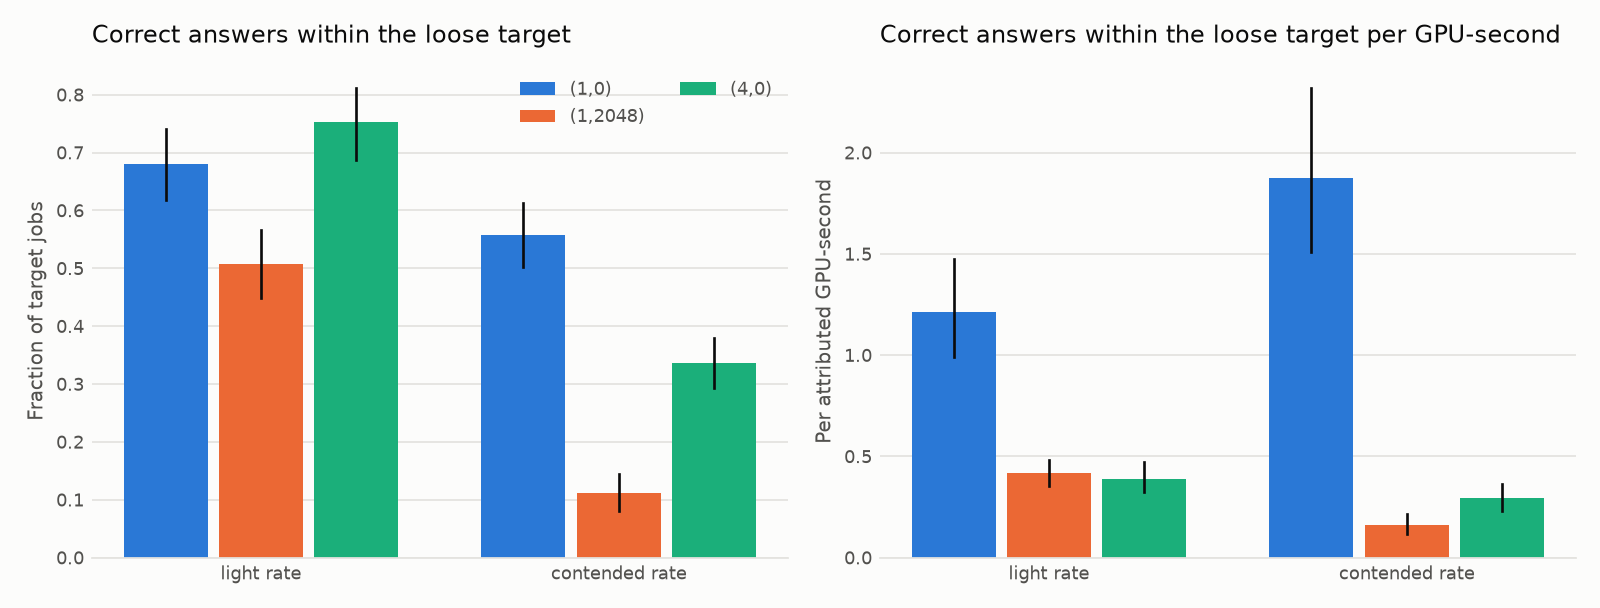 Correct answers within the loose target
(1,0)
(4,0)
(1,2048)
Fraction of target jobs
0.8
0.7
0.6
0.5
0.4
0.3
0.2
0.1
0.0
light rate
contended rate
Correct answers within the loose target per GPU-second
Per attributed GPU-second
2.0
1.5
1.0
0.5
0.0
light rate
contended rate